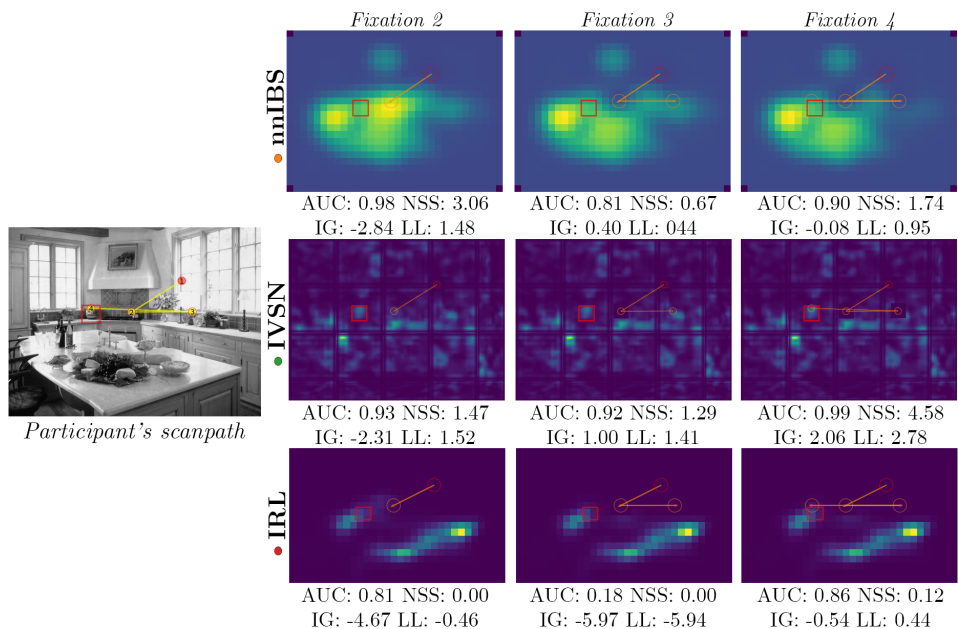 Fixation 2 Fixation 3 Fixation 4
nnIBS
AUC: 0.98 NSS: 3.06 AUC: 0.81 NSS: 0.67 AUC: 0.90 NSS: 1.74
IG: -2.84 LL: 1.48 IG: 0.40 LL: 044 IG: -0.08 LL: 0.95
1
4 2 3
Participant's scanpath
IVSN
AUC: 0.93 NSS: 1.47 AUC: 0.92 NSS: 1.29 AUC: 0.99 NSS: 4.58
IG: -2.31 LL: 1.52 IG: 1.00 LL: 1.41 IG: 2.06 LL: 2.78
IRL
AUC: 0.81 NSS: 0.00 AUC: 0.18 NSS: 0.00 AUC: 0.86 NSS: 0.12
IG: -4.67 LL: -0.46 IG: -5.97 LL: -5.94 IG: -0.54 LL: 0.44